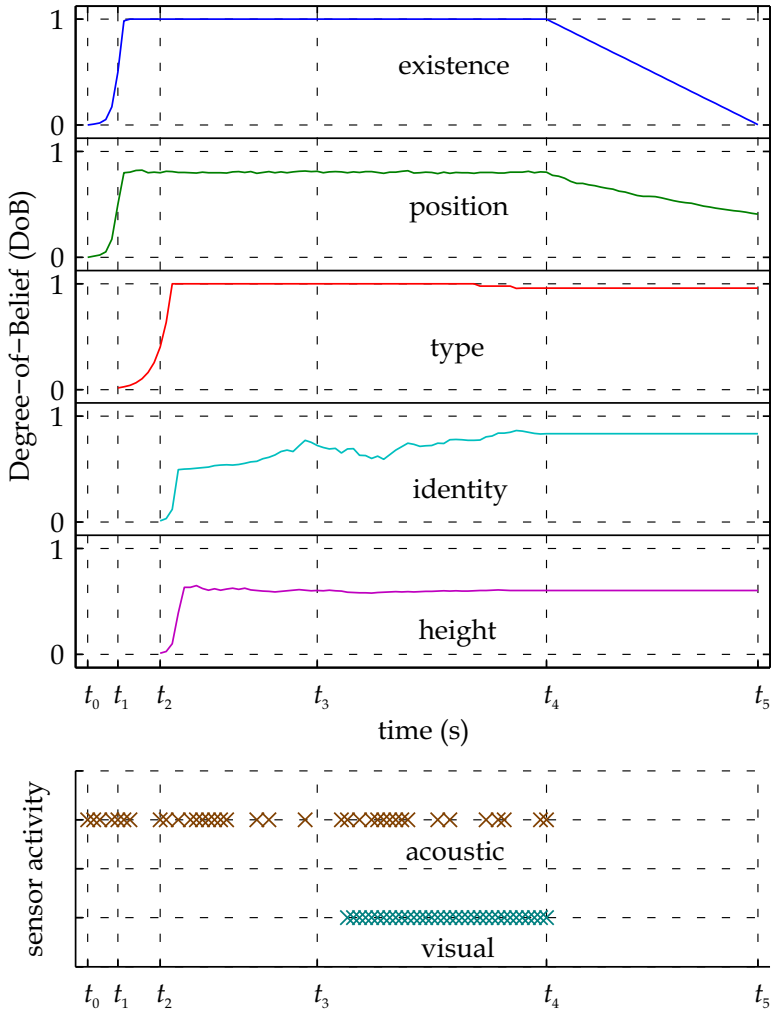 Degree−of−Belief (DoB)
1
existence
0
1
position
0
1
type
0
1
identity
0
1
height
0
t0 t1 t2 t3 t4 t5
time (s)
sensor activity
acoustic
visual
t0 t1 t2 t3 t4 t5